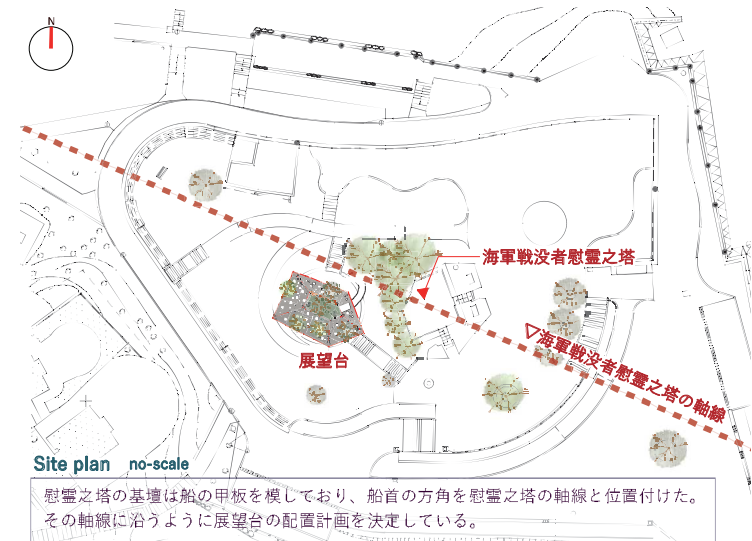 N
海軍戦没者慰霊之塔
▽海軍戦没者慰霊之塔の軸線
展望台
Site plan no-scale
慰霊之塔の基壇は船の甲板を模しており、船首の方角を慰霊之塔の軸線と位置付けた。
その軸線に沿うように展望台の配置計画を決定している。